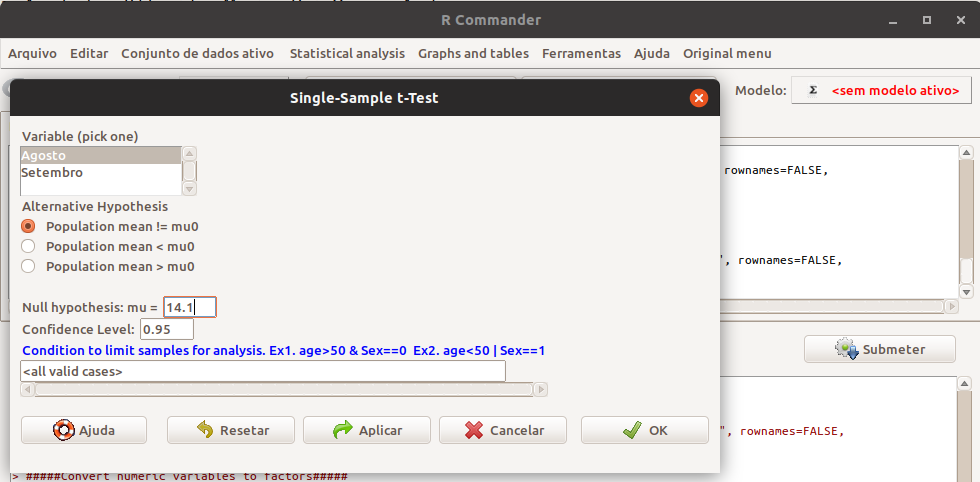 R Commander
Arquivo Editar Conjunto de dados ativo Statistical analysis Graphs and tables Ferramentas Ajuda Original menu
Modelo: Σ <sem modelo ativo>
Single-Sample t-Test
Variable (pick one)
Agosto
Setembro
Alternative Hypothesis
Population mean != mu0
Population mean < mu0
Population mean > mu0
Null hypothesis: mu = 14.1
Confidence Level: 0.95
Condition to limit samples for analysis. Ex1. age>50 & Sex==0 Ex2. age<50 | Sex==1
<all valid cases>
Ajuda Resetar Aplicar Cancelar OK
rownames=FALSE,
", rownames=FALSE,
Submeter
", rownames=FALSE,
> #####Convert numeric variables to factors#####